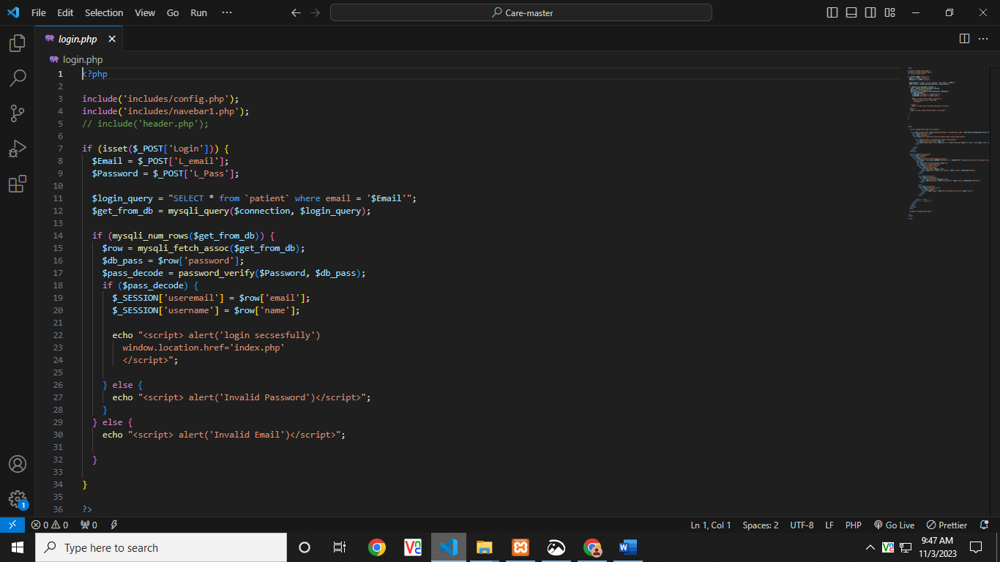 File Edit Selection View Go Run ··· Care-master
login.php
login.php
1 <?php
2
3 include('includes/config.php');
4 include('includes/navebar1.php');
5 // include('header.php');
6
7 if (isset($_POST['Login'])) {
8 $Email = $_POST['L_email'];
9 $Password = $_POST['L_Pass'];
10
11 $login_query = "SELECT * from `patient` where email = '$Email'";
12 $get_from_db = mysqli_query($connection, $login_query);
13
14 if (mysqli_num_rows($get_from_db)) {
15 $row = mysqli_fetch_assoc($get_from_db);
16 $db_pass = $row['password'];
17 $pass_decode = password_verify($Password, $db_pass);
18 if ($pass_decode) {
19 $_SESSION['useremail'] = $row['email'];
20 $_SESSION['username'] = $row['name'];
21
22 echo "<script> alert('login secsesfully')
23 window.location.href='index.php'
24 </script>";
25
26 } else {
27 echo "<script> alert('Invalid Password')</script>";
28 }
29 } else {
30 echo "<script> alert('Invalid Email')</script>";
31
32 }
33
34 }
35
36 ?>
1
0 0 0 Ln 1, Col 1 Spaces: 2 UTF-8 LF PHP Go Live Prettier
Type here to search 9:47 AM
11/3/2023